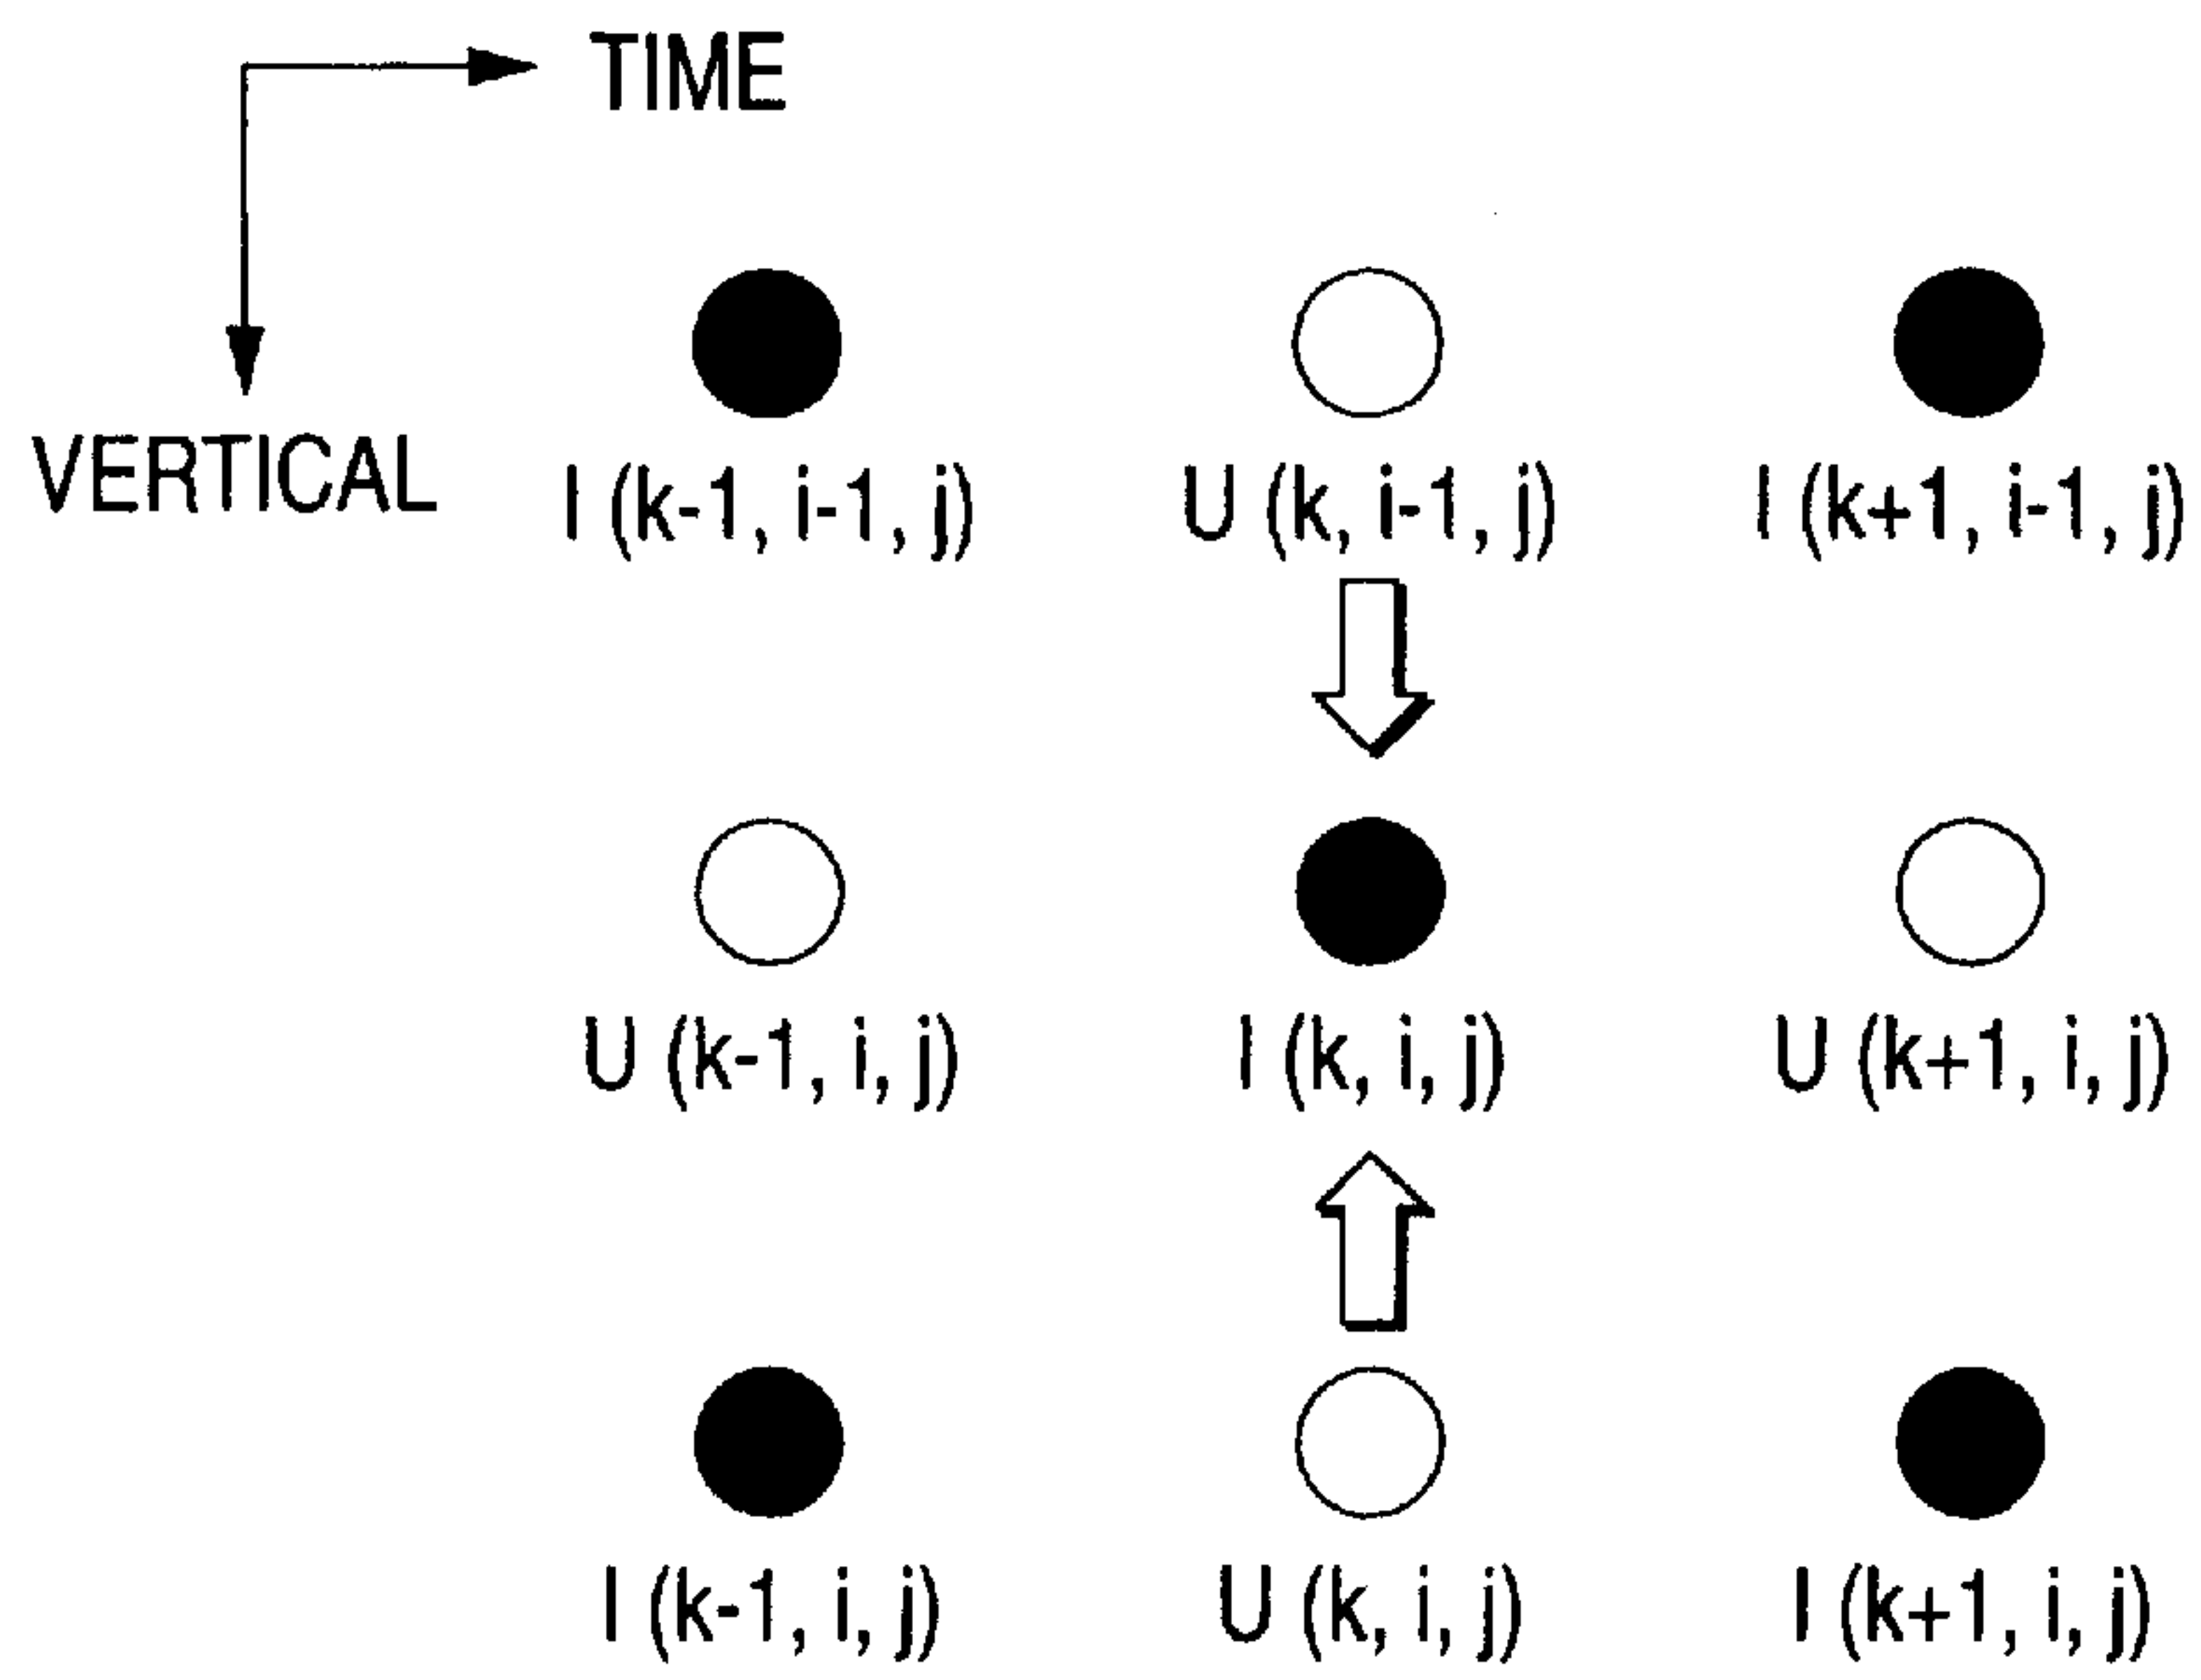 TIME
VERTICAL
I (k-1, i-1, j) U (k, i-1, j) I (k+1, i-1, j)
U (k-1, i, j) I (k, i, j) U (k+1, i, j)
I (k-1, i, j) U (k, i, j) I (k+1, i, j)